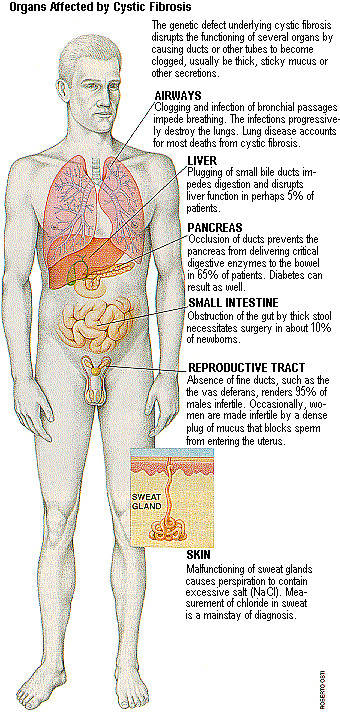 Organs Affected by Cystic Fibrosis
The genetic defect underlying cystic fibrosis
disrupts the functioning of several organs by
causing ducts or other tubes to become
clogged, usually be thick, sticky mucus or
other secretions.
AIRWAYS
Clogging and infection of bronchial passages
impede breathing. The infections progressive-
ly destroy the lungs. Lung disease accounts
for most deaths from cystic fibrosis.
LIVER
Plugging of small bile ducts im-
pedes digestion and disrupts
liver function in perhaps 5% of
patients.
PANCREAS
Occlusion of ducts prevents the
pancreas from delivering critical
digestive enzymes to the bowel
in 65% of patients. Diabetes can
result as well.
SMALL INTESTINE
Obstruction of the gut by thick stool
necessitates surgery in about 10%
of newborns.
REPRODUCTIVE TRACT
Absence of fine ducts, such as the
the vas deferans, renders 95% of
males infertile. Occasionally, wo-
men are made infertile by a dense
plug of mucus that blocks sperm
from entering the uterus.
SWEAT
GLAND
SKIN
Malfunctioning of sweat glands
causes perspiration to contain
excessive salt (NaCl). Mea-
surement of chloride in sweat
is a mainstay of diagnosis.
ROBERTO OSTI